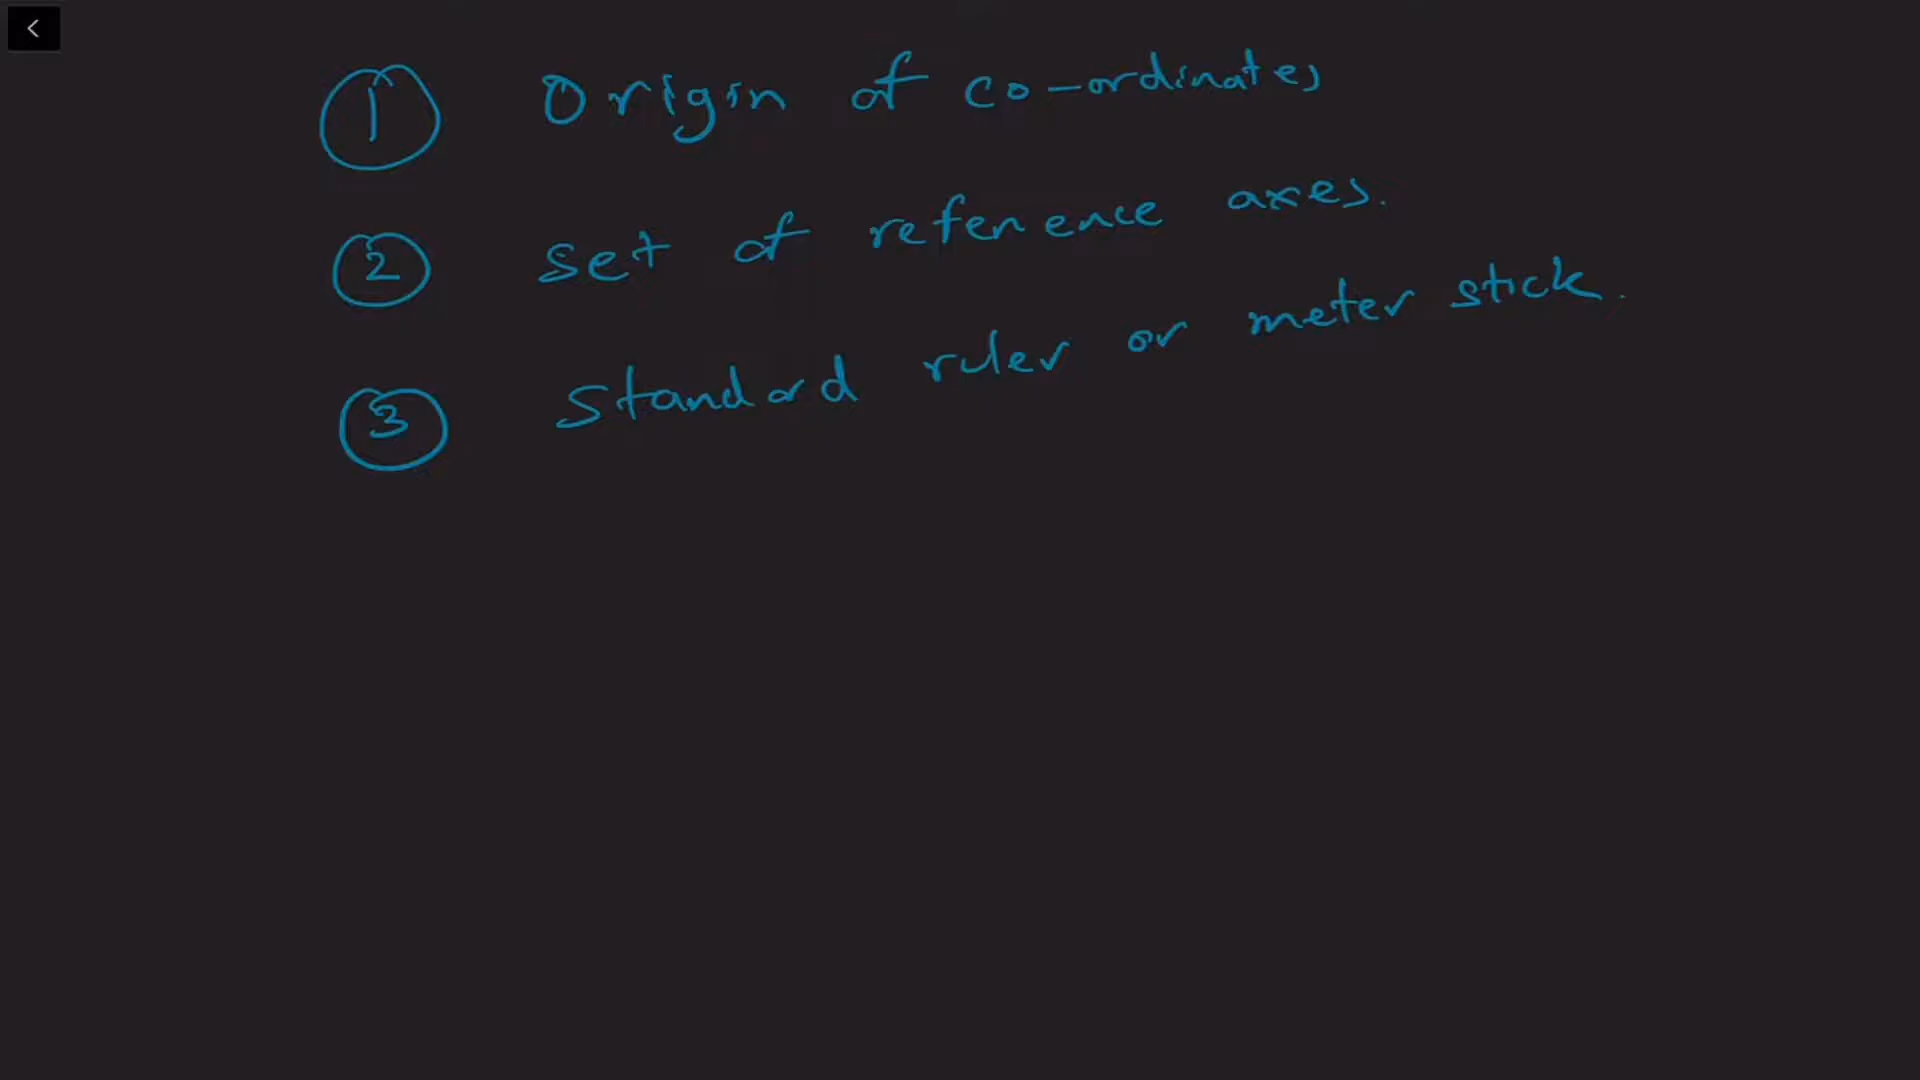 1 Origin of co-ordinates
2 Set of reference axes.
3 Standard ruler or meter stick.